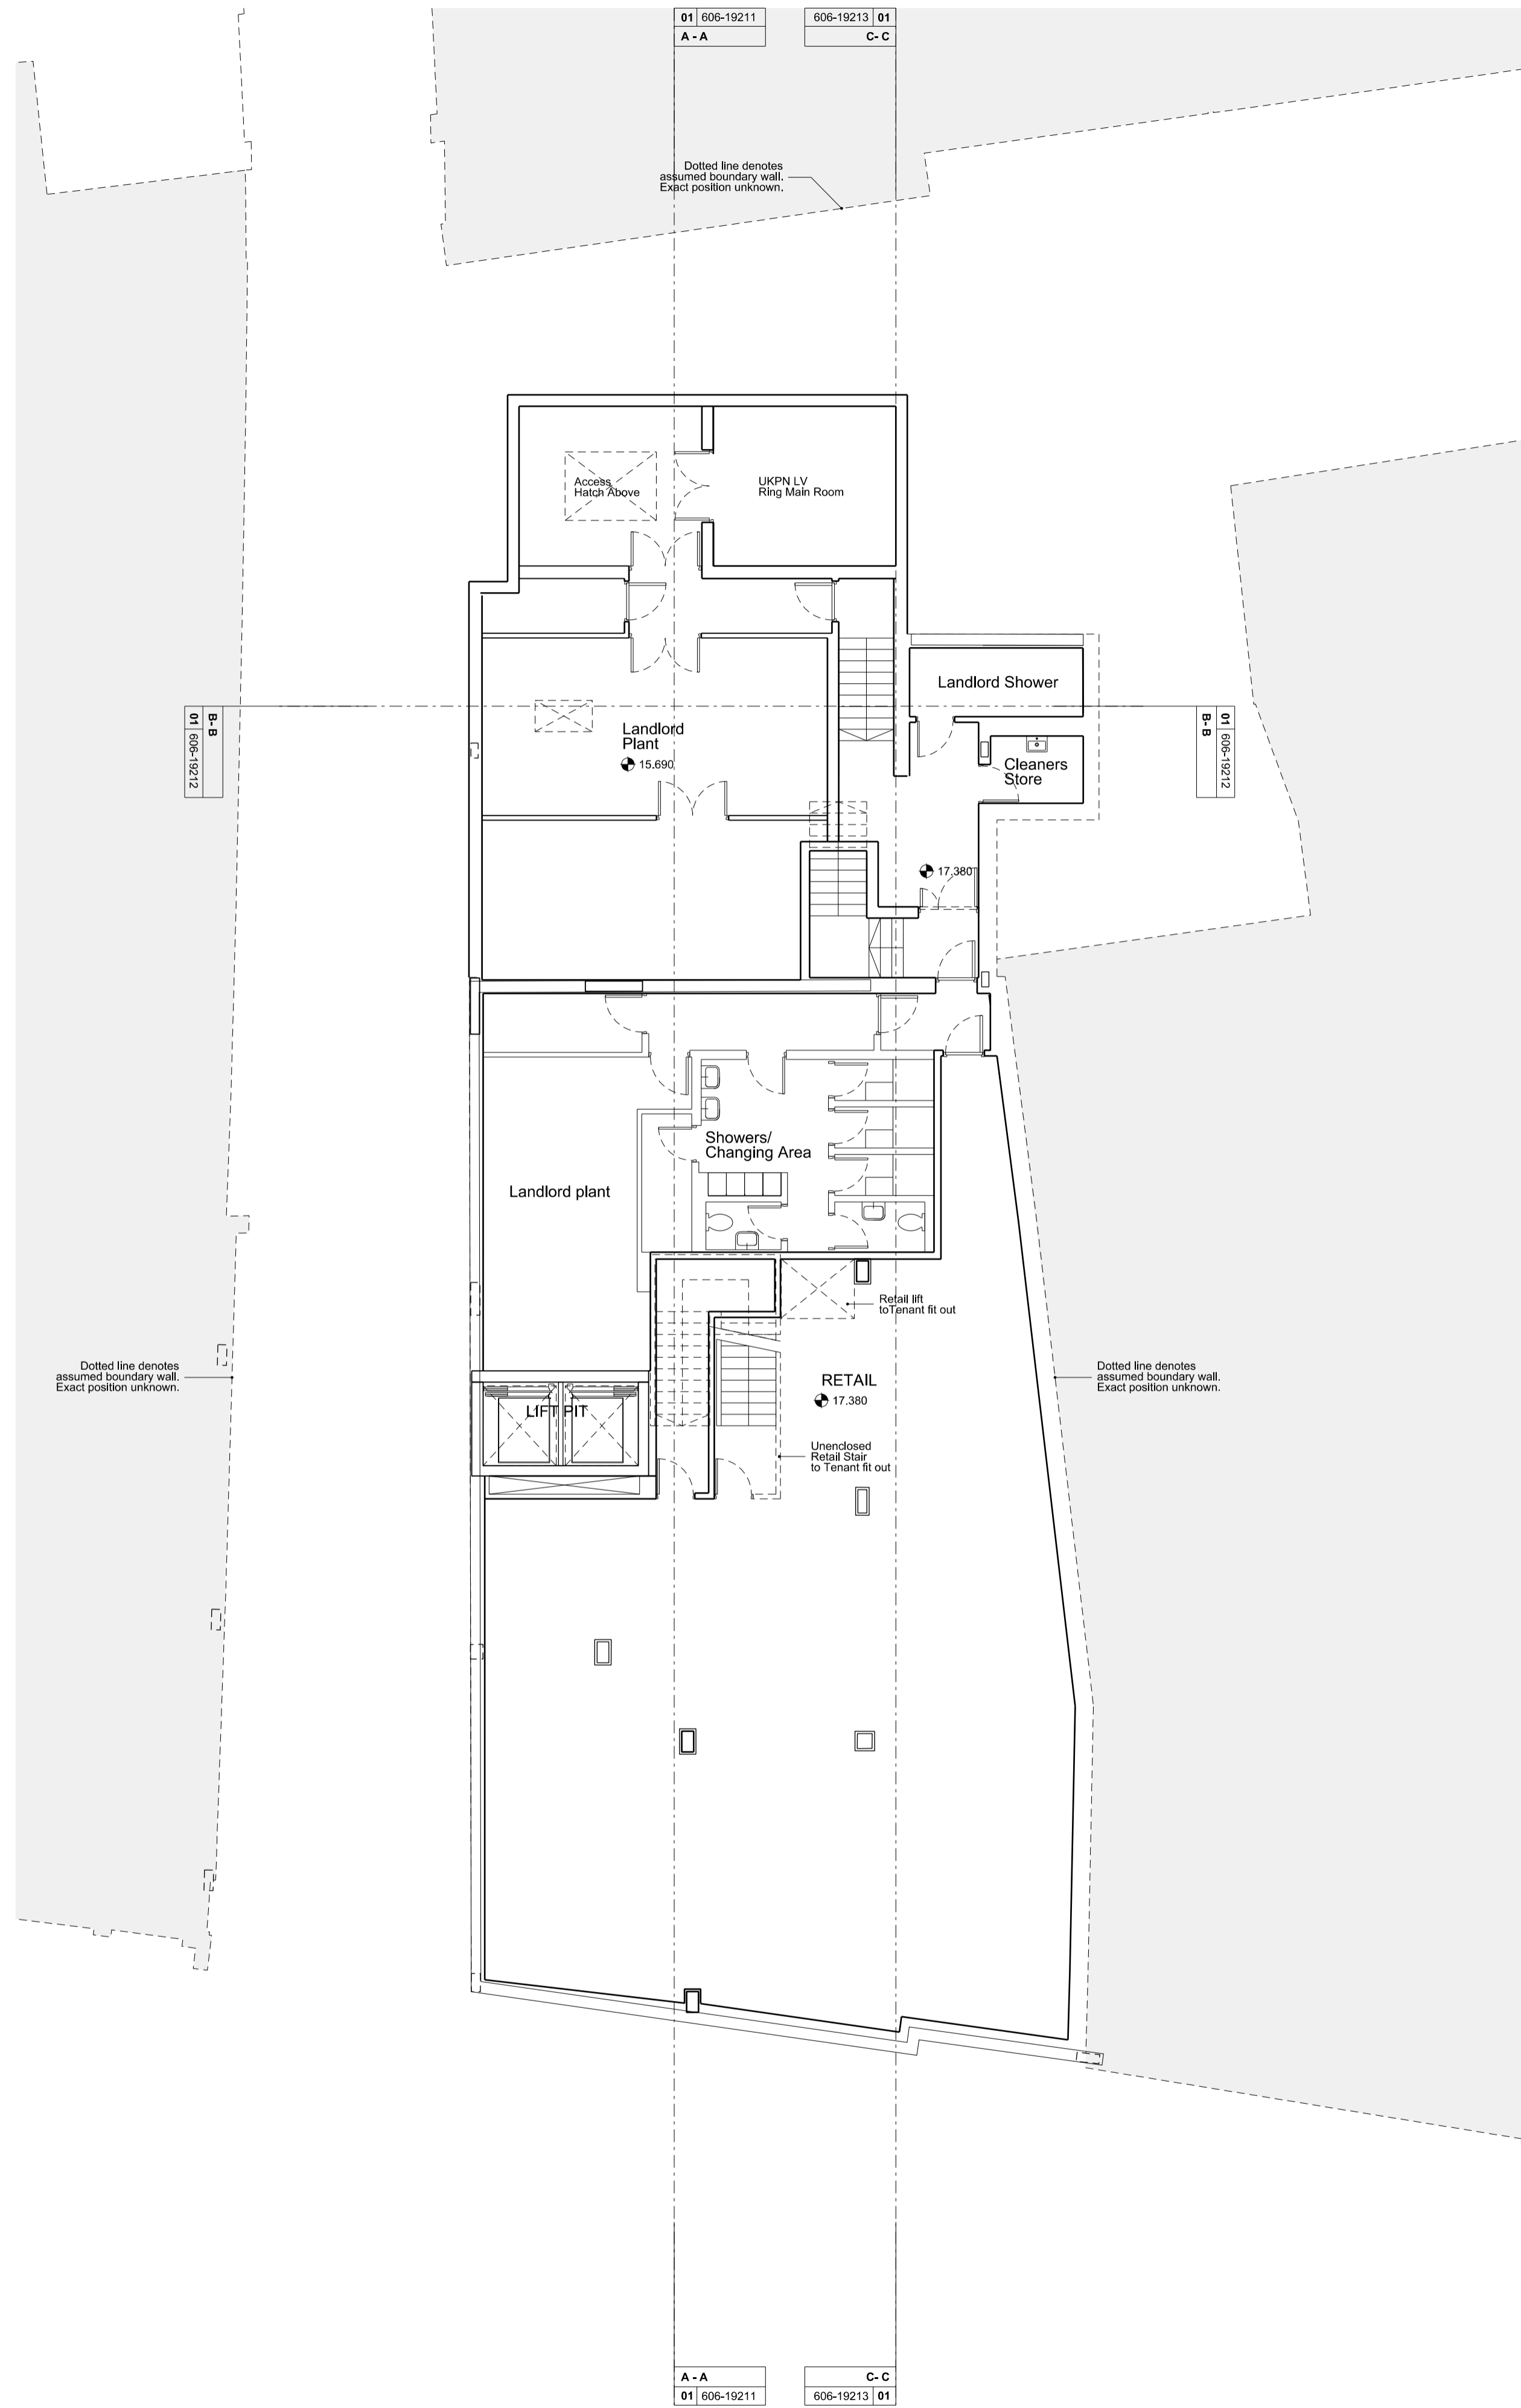 01 606-19211
A - A
606-19213 01
C- C
Dotted line denotes
assumed boundary wall.
Exact position unknown.
Access
Hatch Above
UKPN LV
Ring Main Room
Landlord Shower
B- B
01 606-19212
Landlord
Plant
15.690
Cleaners
Store
01 606-19212
B- B
17.380
Showers/
Changing Area
Landlord plant
Retail lift
toTenant fit out
Dotted line denotes
assumed boundary wall.
Exact position unknown.
RETAIL
17.380
Dotted line denotes
assumed boundary wall.
Exact position unknown.
LIFT PIT
Unenclosed
Retail Stair
to Tenant fit out
A - A
01 606-19211
C- C
606-19213 01